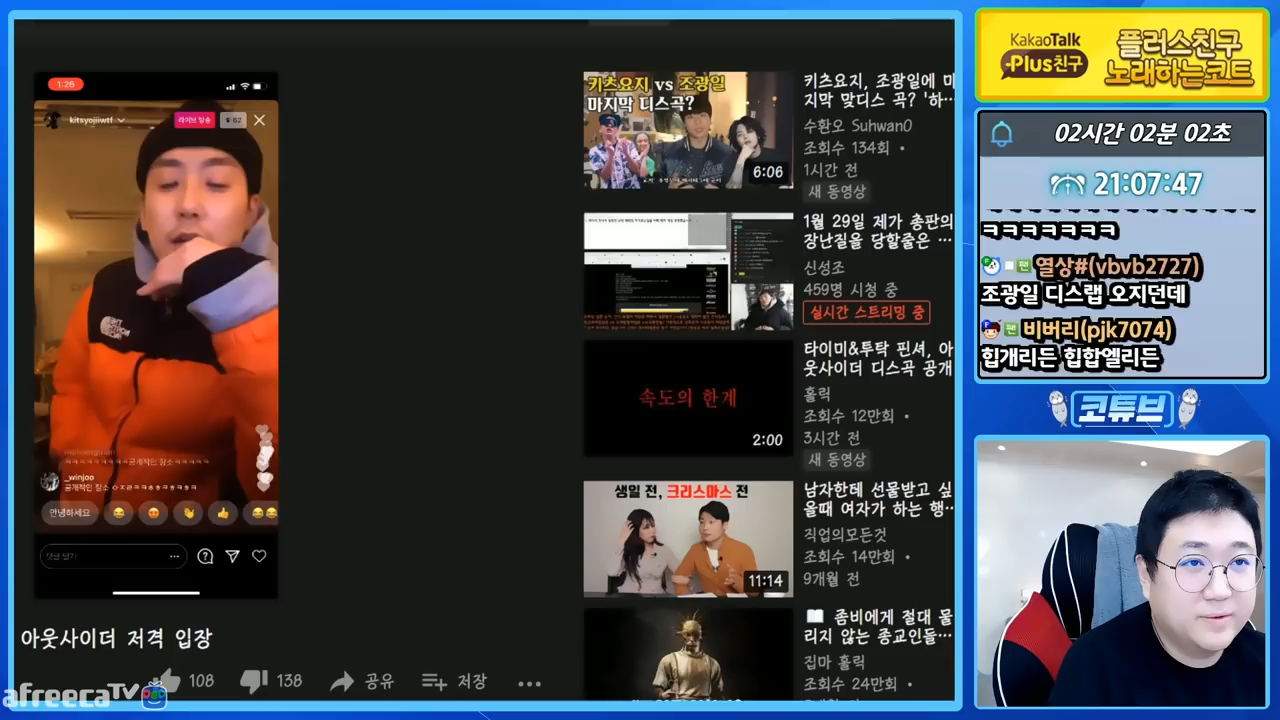 1:26
kitsyojiiwtf
라이브 방송
62
_winjoo
안녕하세요
댓글 달기
아웃사이더 저격 입장
108
138
공유
저장
afreecaTV
키츠요지 vs 조광일
마지막 디스곡?
6:06
키츠요지, 조광일에 마
지막 맞디스 곡? '하…
수환오 Suhwan0
조회수 134회 •
1시간 전
새 동영상
1월 29일 제가 총판의
장난질을 당할줄은 …
신성조
459명 시청 중
실시간 스트리밍 중
속도의 한계
2:00
타이미&투탁 핀셔, 아
웃사이더 디스곡 공개
홀릭
조회수 12만회 •
3시간 전
새 동영상
생일 전, 크리스마스 전
11:14
남자한테 선물받고 싶
을때 여자가 하는 행…
직업의모든것
조회수 14만회 •
9개월 전
📖 좀비에게 절대 물
리지 않는 종교인들…
집마 홀릭
조회수 24만회 •
KakaoTalk
Plus친구
플러스친구
노래하는코트
02시간 02분 02초
21:07:47
ㅋㅋㅋㅋㅋㅋㅋ
팬 열상#(vbvb2727)
조광일 디스랩 오지던데
팬 비버리(pjk7074)
힙개리든 힙합엘리든
코튜브